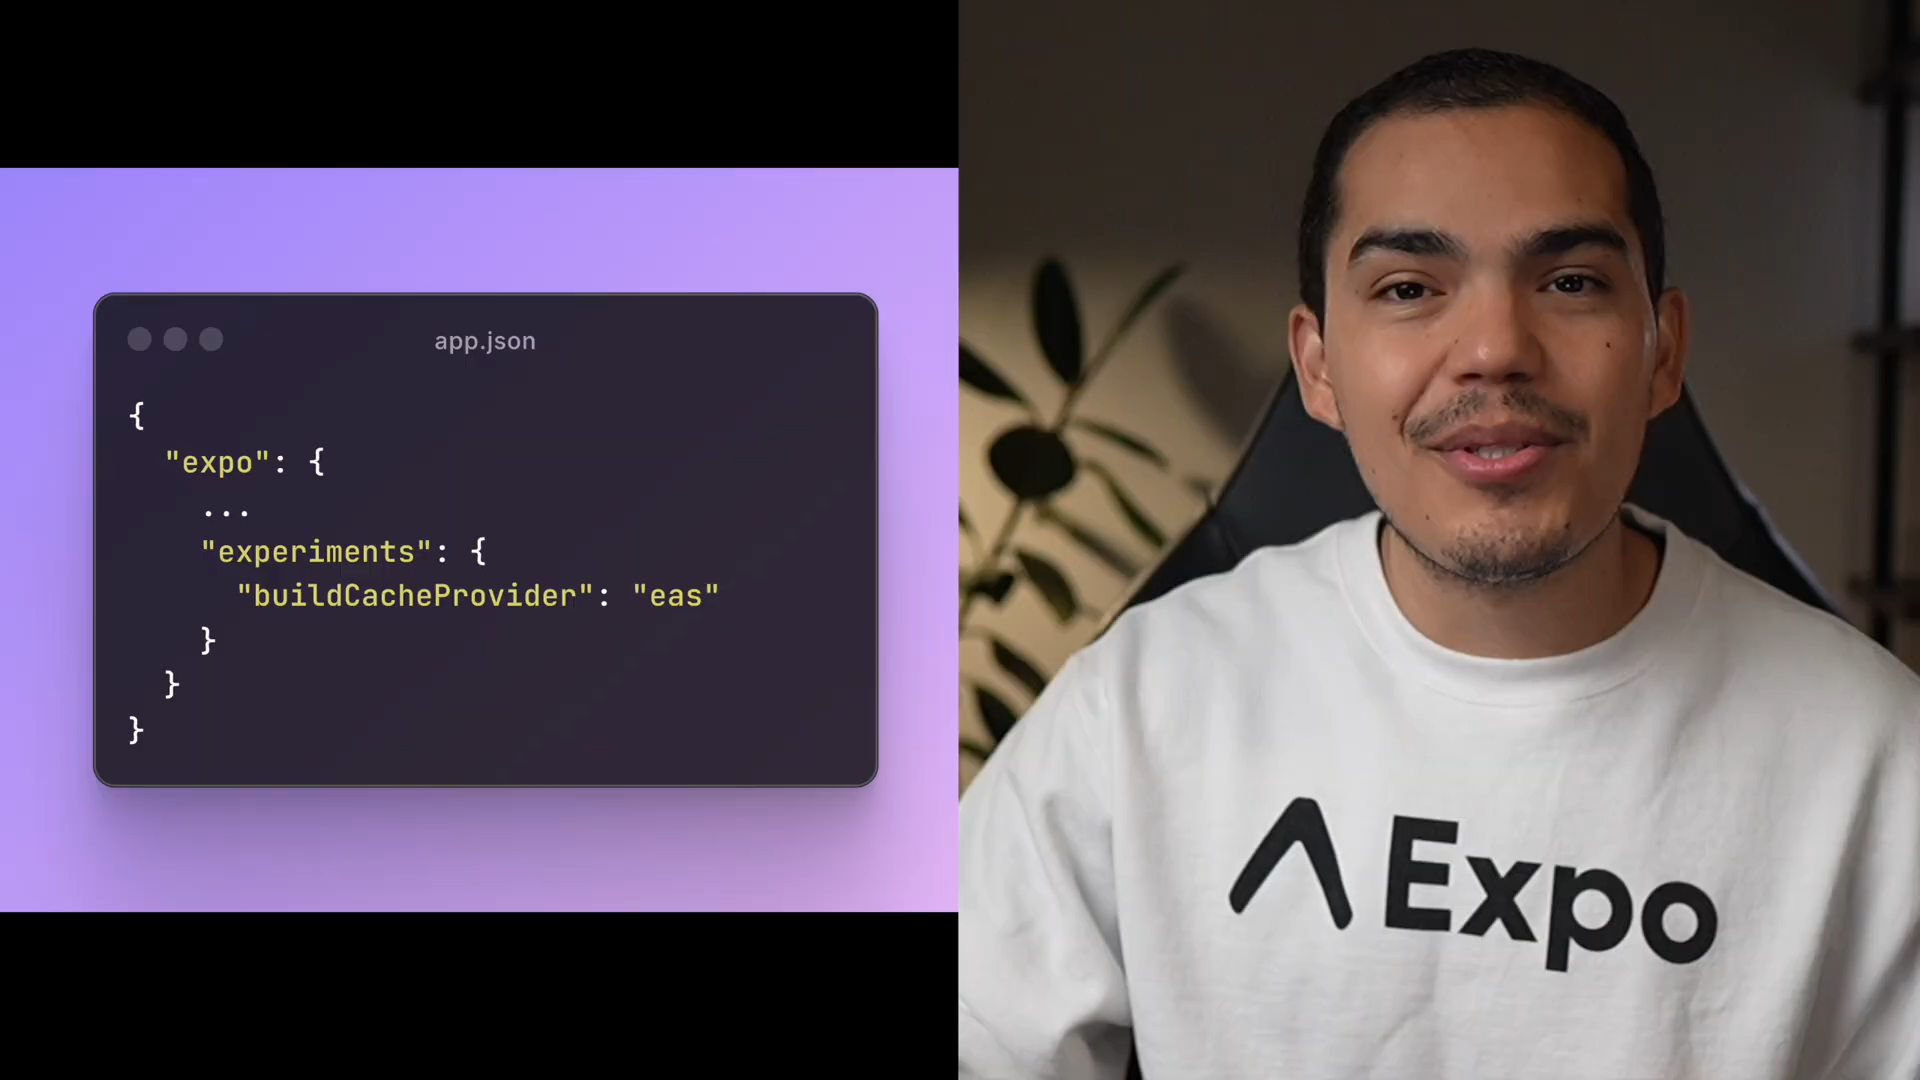 app.json
{
"expo": {
...
"experiments": {
"buildCacheProvider": "eas"
}
}
}
Expo